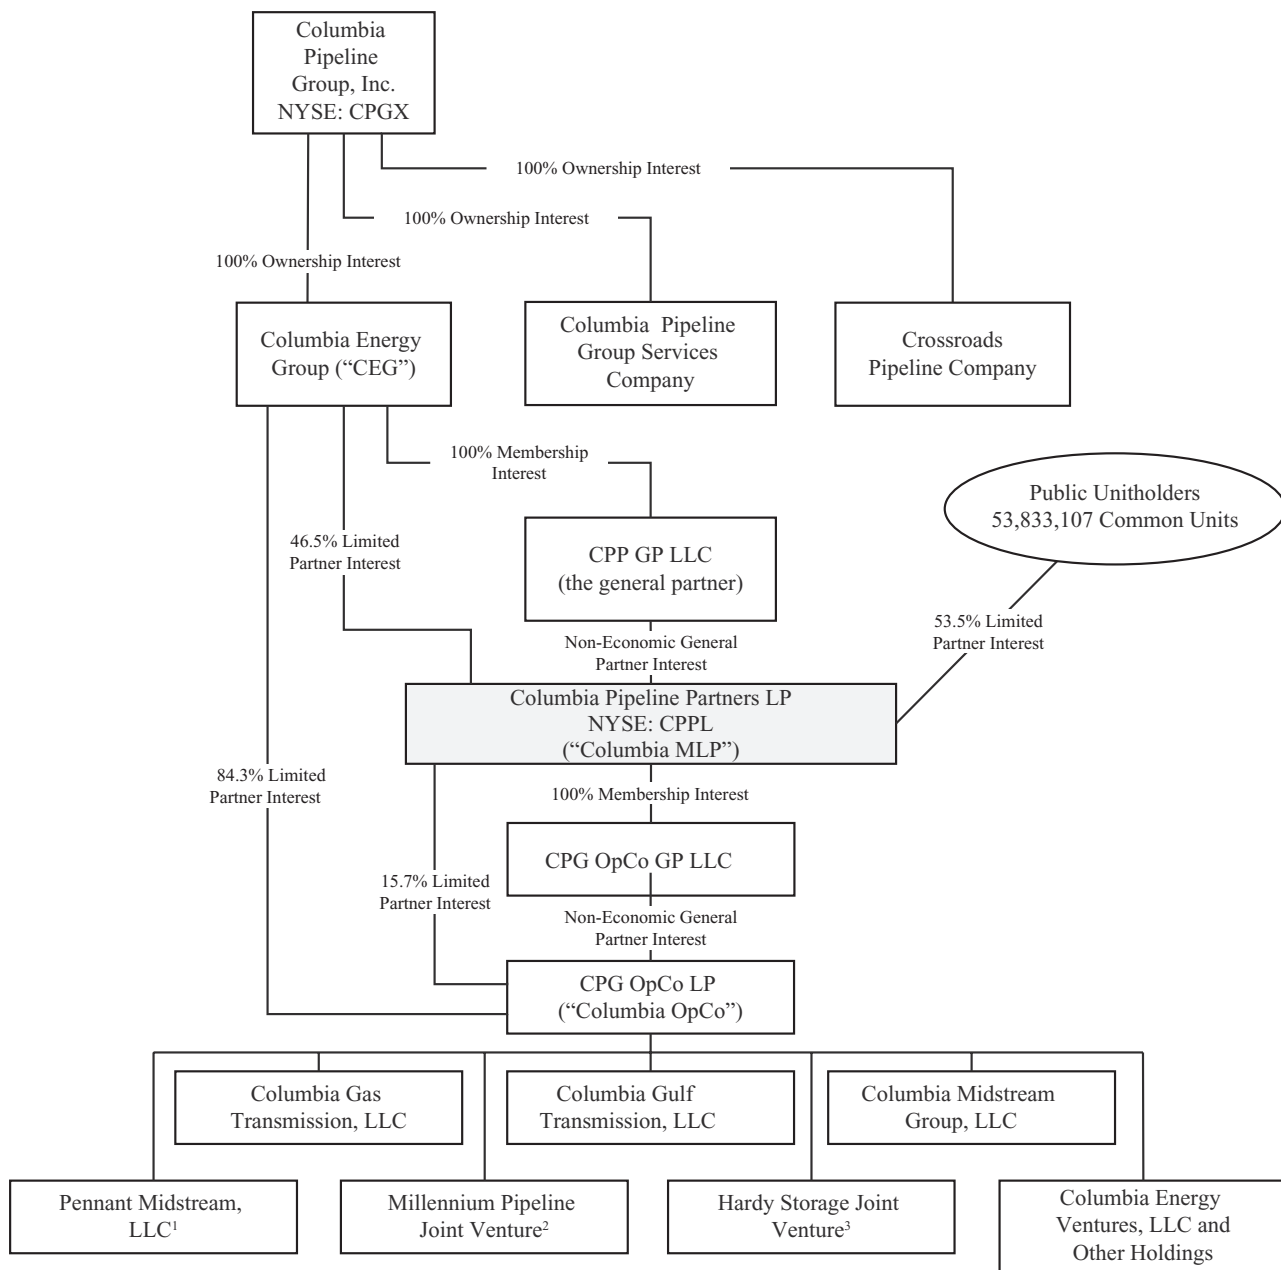 Columbia
Pipeline
Group, Inc.
NYSE: CPGX
100% Ownership Interest
100% Ownership Interest
100% Ownership Interest
Columbia Energy
Group (“CEG”)
Columbia Pipeline
Group Services
Company
Crossroads
Pipeline Company
100% Membership
Interest
Public Unitholders
53,833,107 Common Units
46.5% Limited
Partner Interest
CPP GP LLC
(the general partner)
53.5% Limited
Partner Interest
Non-Economic General
Partner Interest
Columbia Pipeline Partners LP
NYSE: CPPL
(“Columbia MLP”)
84.3% Limited
Partner Interest
100% Membership Interest
CPG OpCo GP LLC
15.7% Limited
Partner Interest
Non-Economic General
Partner Interest
CPG OpCo LP
(“Columbia OpCo”)
Columbia Gas
Transmission, LLC
Columbia Gulf
Transmission, LLC
Columbia Midstream
Group, LLC
Pennant Midstream,
LLC¹
Millennium Pipeline
Joint Venture²
Hardy Storage Joint
Venture³
Columbia Energy
Ventures, LLC and
Other Holdings